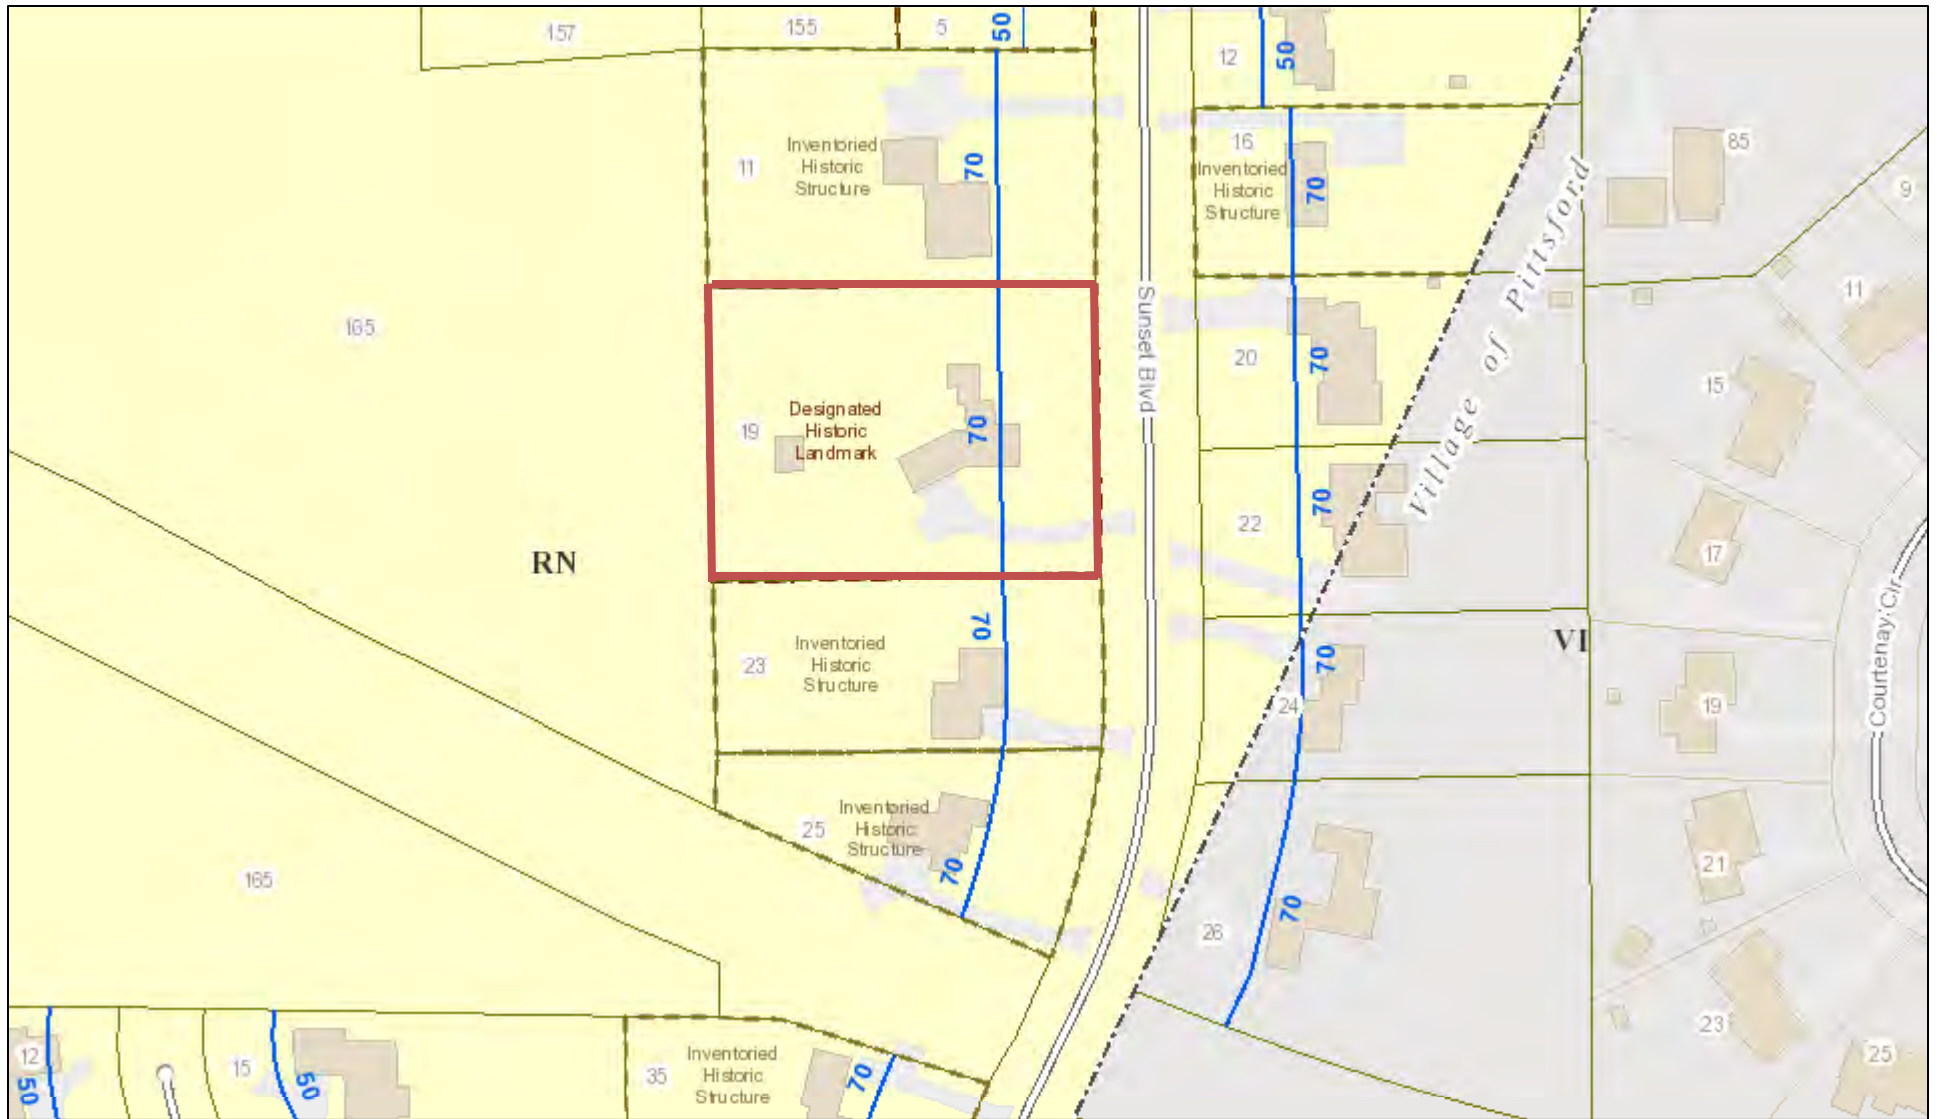 157
155
5
50
12
50
11
Inventoried
Historic
Structure
70
16
Inventoried
Historic
Structure
70
85
9
165
Sunset Blvd
Village of Pittsford
11
19
Designated
Historic
Landmark
70
20
70
15
22
70
17
RN
23
Inventoried
Historic
Structure
70
24
70
VI
19
Courtenay Cir
25
Inventoried
Historic
Structure
70
21
165
26
70
23
12
50
15
50
35
Inventoried
Historic
Structure
70
25